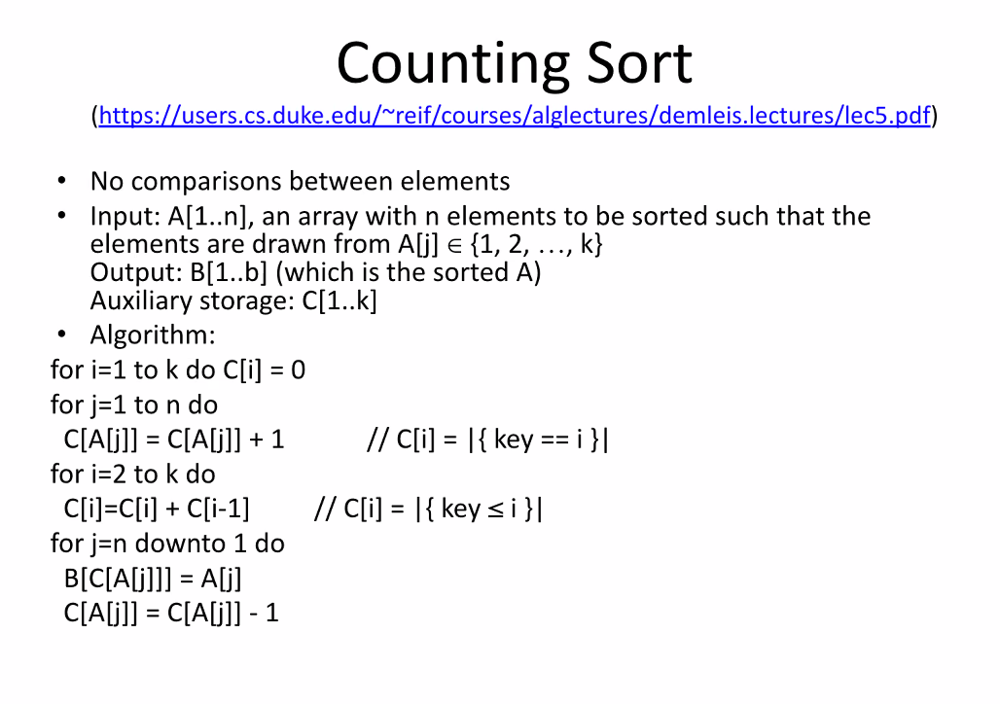 Counting Sort
(https://users.cs.duke.edu/~reif/courses/alglectures/demleis.lectures/lec5.pdf)
• No comparisons between elements
• Input: A[1..n], an array with n elements to be sorted such that the
elements are drawn from A[j] ∈ {1, 2, …, k}
Output: B[1..b] (which is the sorted A)
Auxiliary storage: C[1..k]
• Algorithm:
for i=1 to k do C[i] = 0
for j=1 to n do
C[A[j]] = C[A[j]] + 1 // C[i] = |{ key == i }|
for i=2 to k do
C[i]=C[i] + C[i-1] // C[i] = |{ key ≤ i }|
for j=n downto 1 do
B[C[A[j]]] = A[j]
C[A[j]] = C[A[j]] - 1